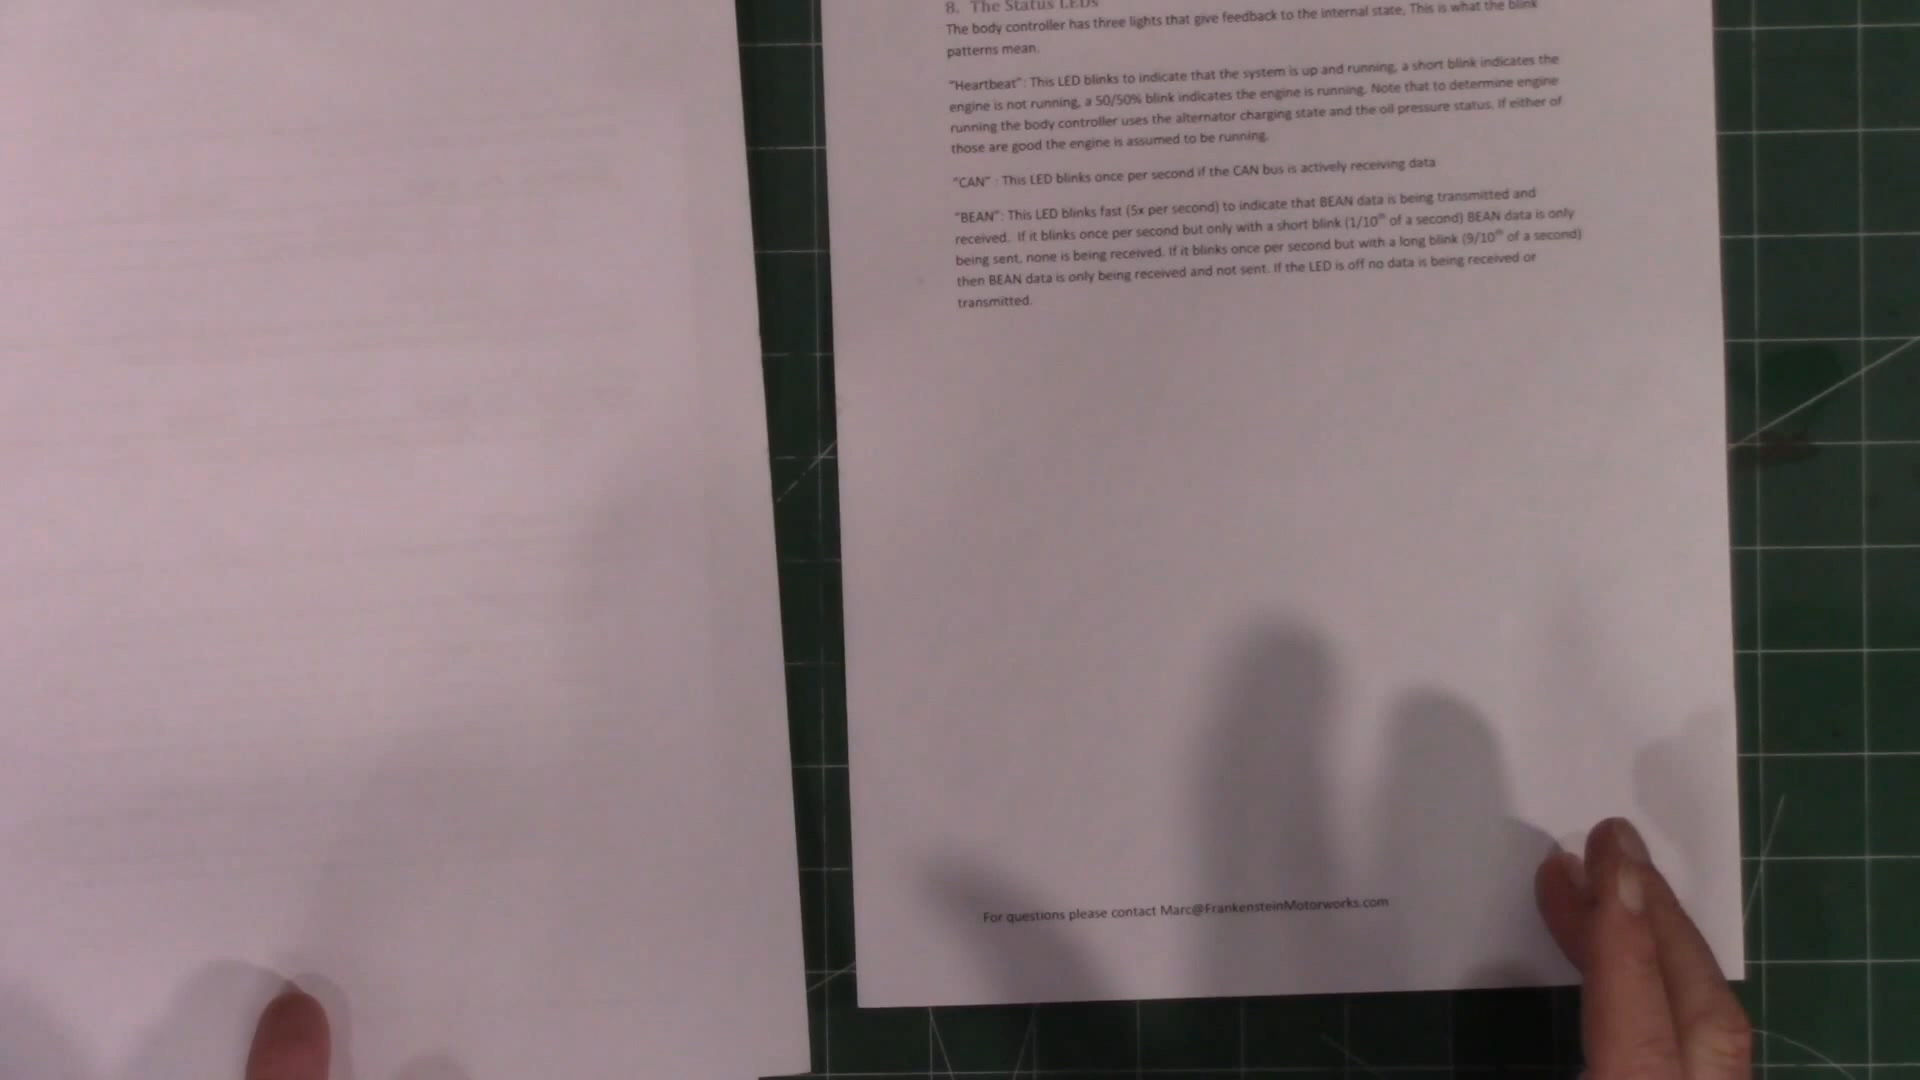 8. The Status LEDs
The body controller has three lights that give feedback to the internal state. This is what the blink
patterns mean.
"Heartbeat": This LED blinks to indicate that the system is up and running, a short blink indicates the
engine is not running, a 50/50% blink indicates the engine is running. Note that to determine engine
running the body controller uses the alternator charging state and the oil pressure status. If either of
those are good the engine is assumed to be running.
"CAN" : This LED blinks once per second if the CAN bus is actively receiving data
"BEAN": This LED blinks fast (5x per second) to indicate that BEAN data is being transmitted and
received. If it blinks once per second but only with a short blink (1/10th of a second) BEAN data is only
being sent, none is being received. If it blinks once per second but with a long blink (9/10th of a second)
then BEAN data is only being received and not sent. If the LED is off no data is being received or
transmitted.
For questions please contact Marc@FrankensteinMotorworks.com